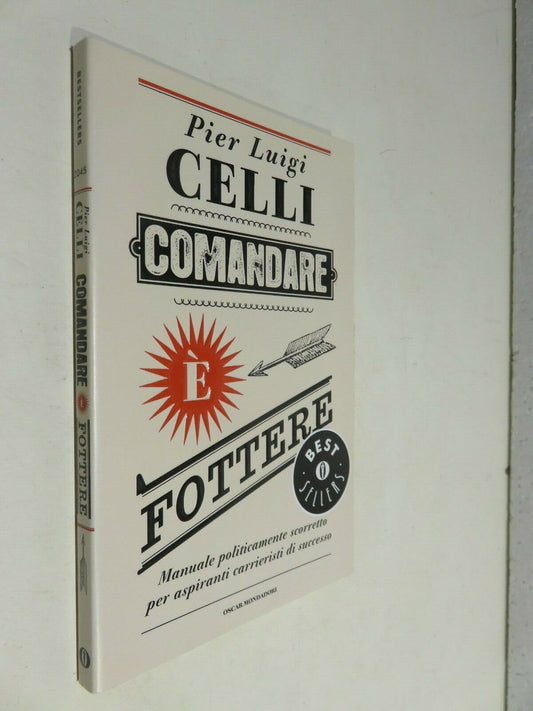 Pier Luigi
CELLI
COMANDARE
È
FOTTERE
BEST
SELLERS
Manuale politicamente scorretto
per aspiranti carrieristi di successo
OSCAR MONDADORI
BESTSELLERS
Pier Luigi
CELLI
COMANDARE
È
FOTTERE